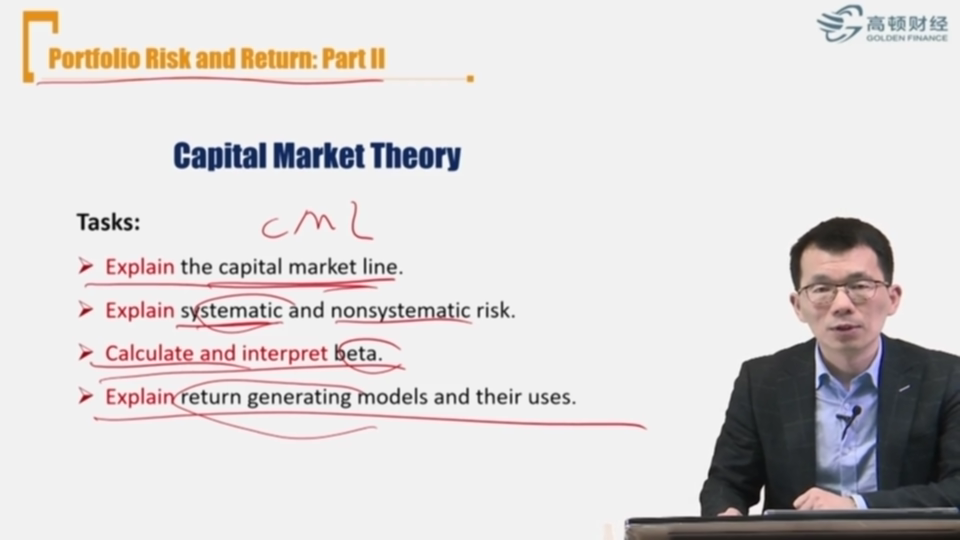 Portfolio Risk and Return: Part II
高顿财经
GOLDEN FINANCE
Capital Market Theory
Tasks:
CML
Explain the capital market line.
Explain systematic and nonsystematic risk.
Calculate and interpret beta.
Explain return generating models and their uses.